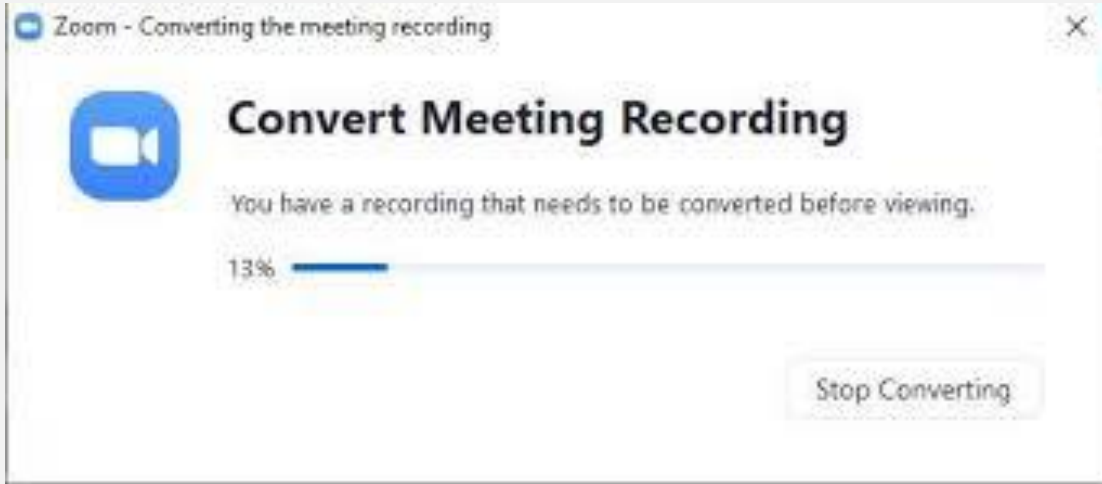 Zoom - Converting the meeting recording
Convert Meeting Recording
You have a recording that needs to be converted before viewing.
13%
Stop Converting